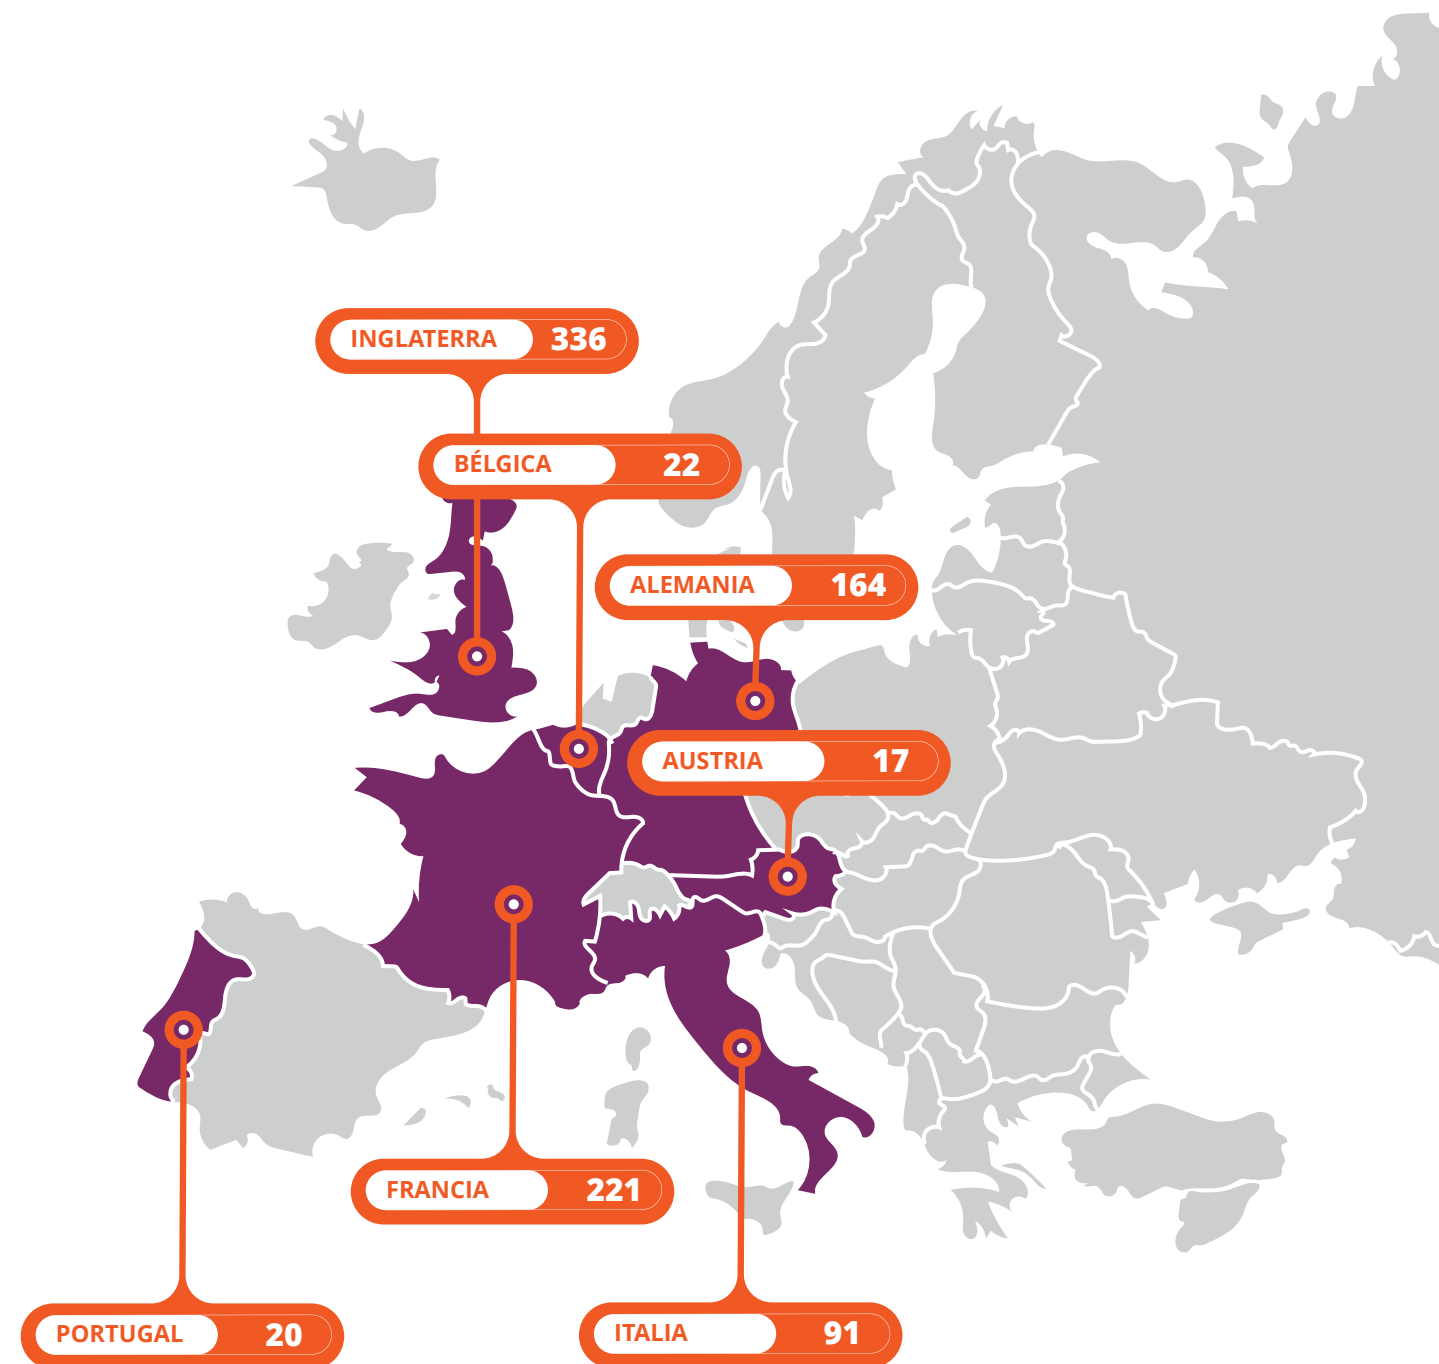 INGLATERRA 336
BÉLGICA 22
ALEMANIA 164
AUSTRIA 17
FRANCIA 221
PORTUGAL 20
ITALIA 91